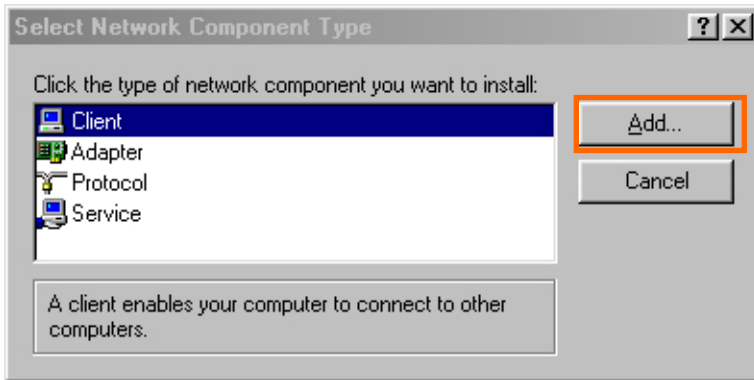 Select Network Component Type
? X
Click the type of network component you want to install:
Client
Adapter
Protocol
Service
Add...
Cancel
A client enables your computer to connect to other
computers.